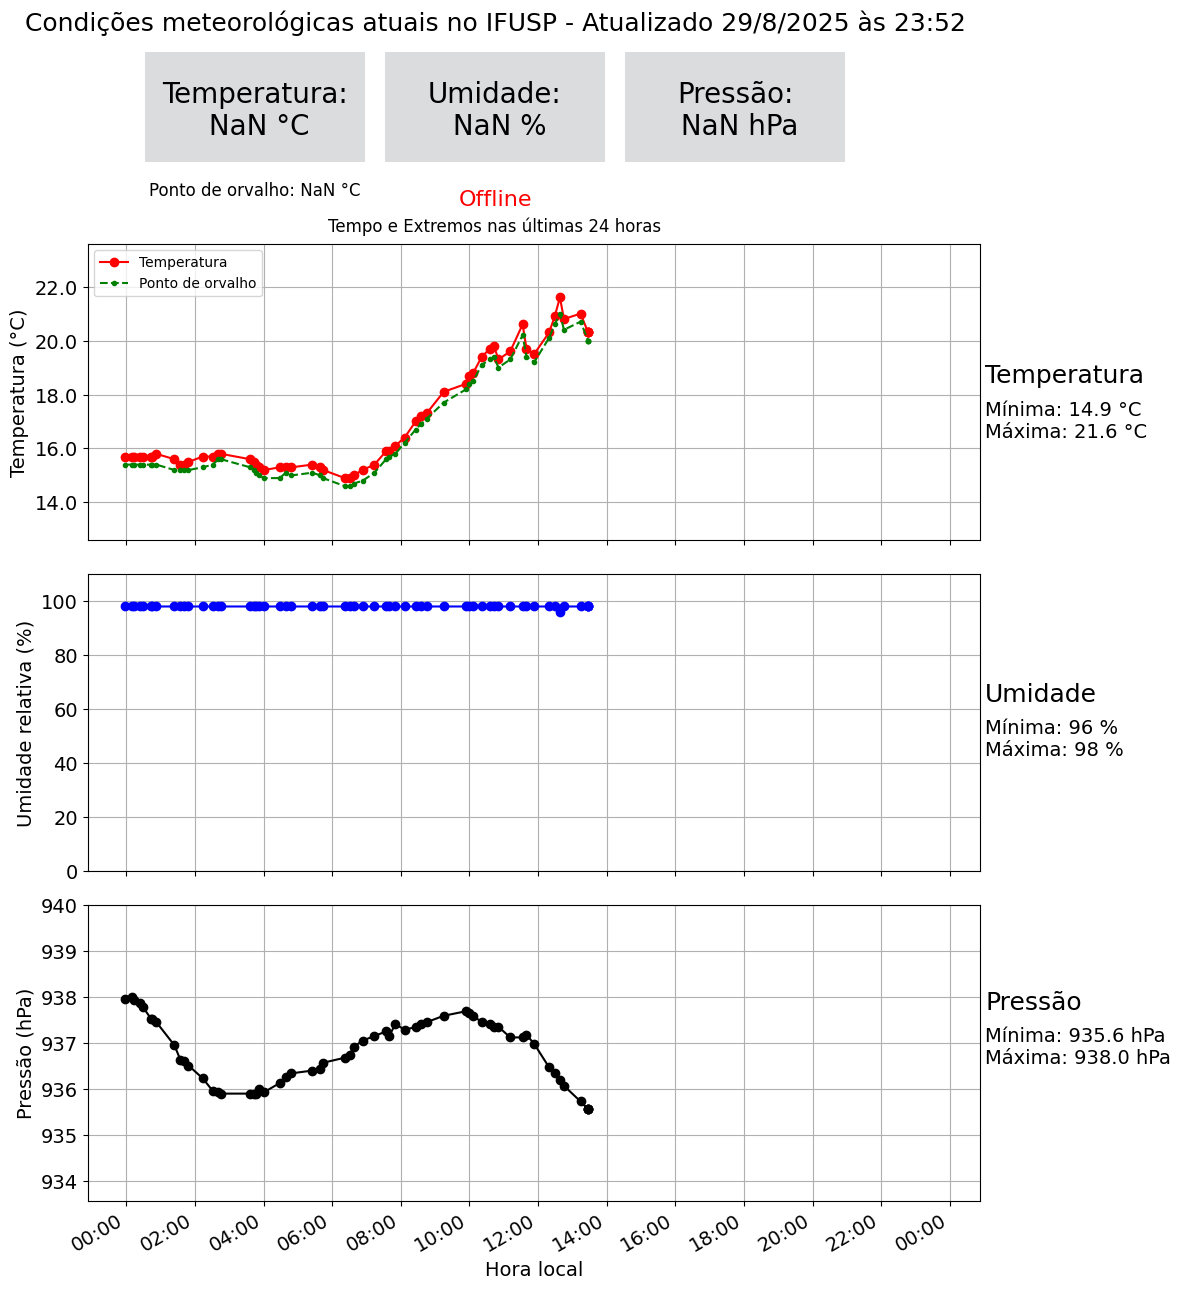 Condições meteorológicas atuais no IFUSP - Atualizado 29/8/2025 às 23:52
Temperatura:
NaN °C
Umidade:
NaN %
Pressão:
NaN hPa
Ponto de orvalho: NaN °C
Offline
Tempo e Extremos nas últimas 24 horas
Temperatura
Ponto de orvalho
Temperatura (°C)
22.0
20.0
18.0
16.0
14.0
Temperatura
Mínima: 14.9 °C
Máxima: 21.6 °C
Umidade relativa (%)
100
80
60
40
20
0
Umidade
Mínima: 96 %
Máxima: 98 %
Pressão (hPa)
940
939
938
937
936
935
934
Pressão
Mínima: 935.6 hPa
Máxima: 938.0 hPa
00:00
02:00
04:00
06:00
08:00
10:00
12:00
14:00
16:00
18:00
20:00
22:00
00:00
Hora local